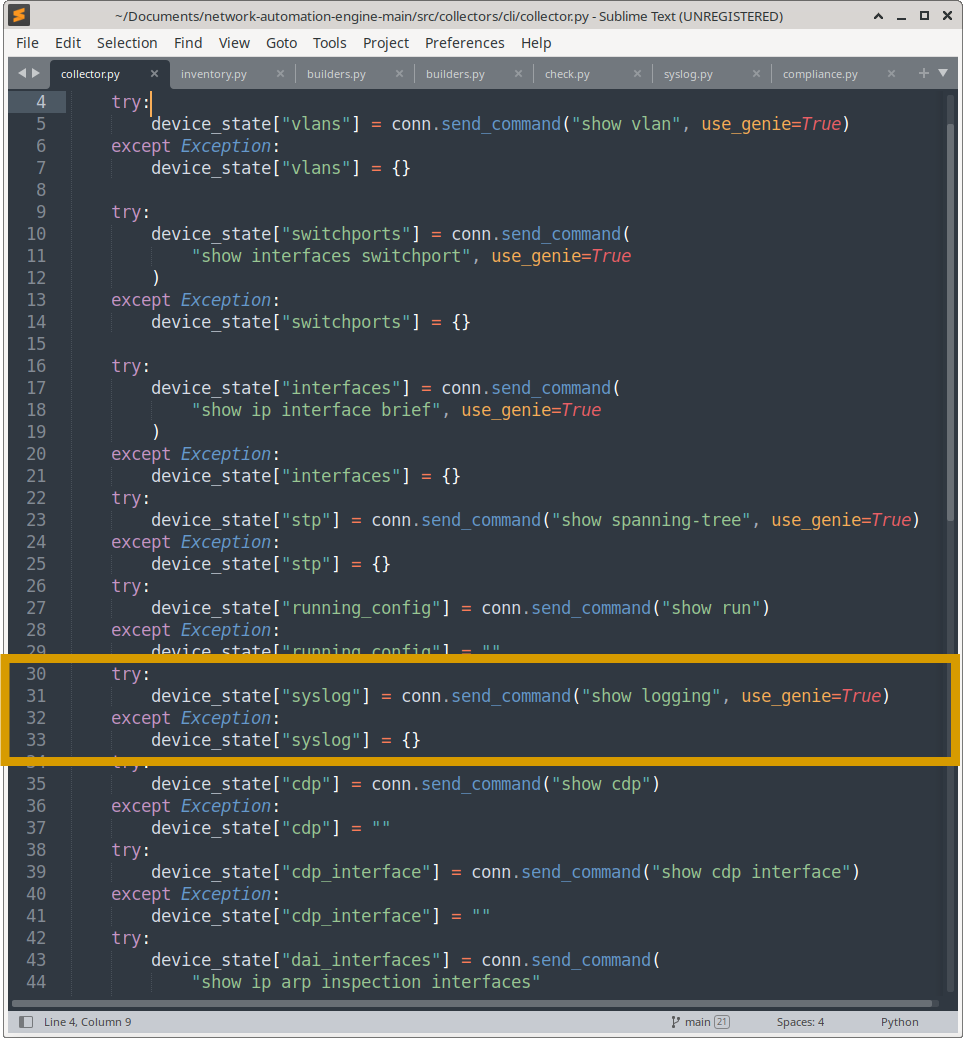 ~/Documents/network-automation-engine-main/src/collectors/cli/collector.py - Sublime Text (UNREGISTERED)
File Edit Selection Find View Goto Tools Project Preferences Help
collector.py inventory.py builders.py builders.py check.py syslog.py compliance.py
4 try:
5 device_state["vlans"] = conn.send_command("show vlan", use_genie=True)
6 except Exception:
7 device_state["vlans"] = {}
8
9 try:
10 device_state["switchports"] = conn.send_command(
11 "show interfaces switchport", use_genie=True
12 )
13 except Exception:
14 device_state["switchports"] = {}
15
16 try:
17 device_state["interfaces"] = conn.send_command(
18 "show ip interface brief", use_genie=True
19 )
20 except Exception:
21 device_state["interfaces"] = {}
22 try:
23 device_state["stp"] = conn.send_command("show spanning-tree", use_genie=True)
24 except Exception:
25 device_state["stp"] = {}
26 try:
27 device_state["running_config"] = conn.send_command("show run")
28 except Exception:
29 device_state["running_config"] = ""
30 try:
31 device_state["syslog"] = conn.send_command("show logging", use_genie=True)
32 except Exception:
33 device_state["syslog"] = {}
34 try:
35 device_state["cdp"] = conn.send_command("show cdp")
36 except Exception:
37 device_state["cdp"] = ""
38 try:
39 device_state["cdp_interface"] = conn.send_command("show cdp interface")
40 except Exception:
41 device_state["cdp_interface"] = ""
42 try:
43 device_state["dai_interfaces"] = conn.send_command(
44 "show ip arp inspection interfaces"
Line 4, Column 9 main 21 Spaces: 4 Python